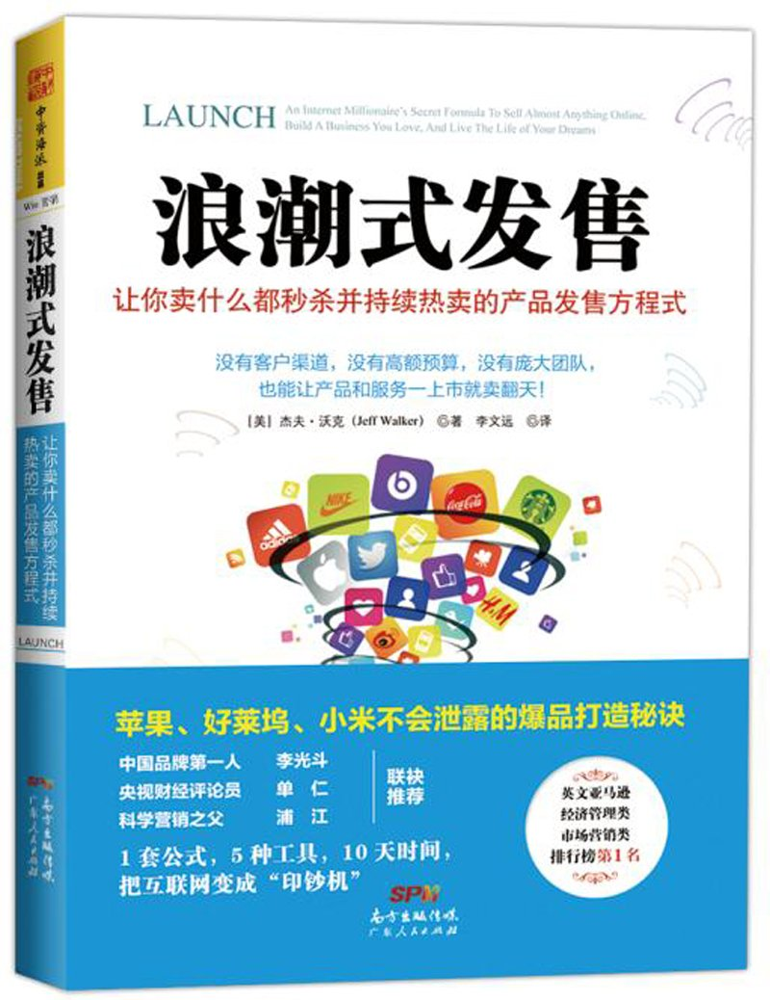 LAUNCH
An Internet Millionaire's Secret Formula To Sell Almost Anything Online,
Build A Business You Love, And Live The Life of Your Dreams
浪潮式发售
让你卖什么都秒杀并持续热卖的产品发售方程式
没有客户渠道，没有高额预算，没有庞大团队，
也能让产品和服务一上市就卖翻天！
［美］杰夫·沃克（Jeff Walker） ◎著 李文远 ◎译
NIKE
adidas
Coca-Cola
H&M
苹果、好莱坞、小米不会泄露的爆品打造秘诀
中国品牌第一人 李光斗
央视财经评论员 单仁
科学营销之父 浦江
联袂
推荐
1套公式，5种工具，10天时间，
把互联网变成“印钞机”
英文亚马逊
经济管理类
市场营销类
排行榜第1名
SPM
南方出版传媒
广东人民出版社
中资海派
Win 营销
浪潮式发售
让你卖什么都秒杀并持续
热卖的产品发售方程式
LAUNCH
SPM
南方出版传媒
广东人民出版社